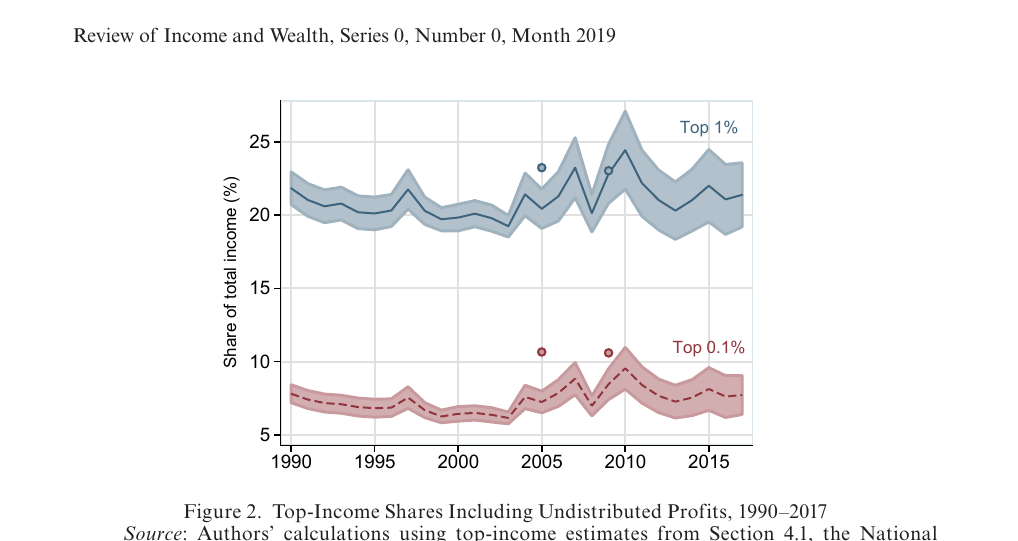 Review of Income and Wealth, Series 0, Number 0, Month 2019
Top 1%
25
20
Share of total income (%)
15
Top 0.1%
10
5
1990 1995 2000 2005 2010 2015
Figure 2. Top-Income Shares Including Undistributed Profits, 1990–2017
Source: Authors’ calculations using top-income estimates from Section 4.1, the National